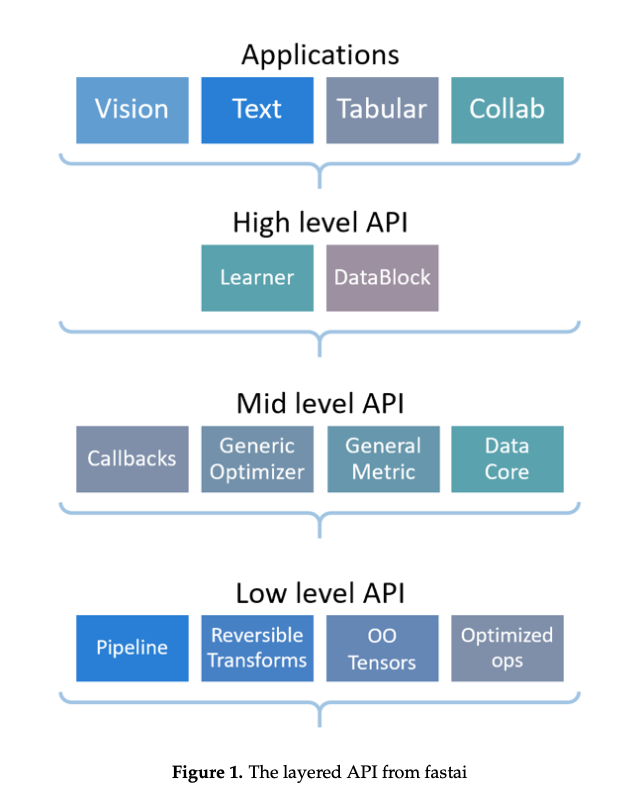 Applications
Vision Text Tabular Collab
High level API
Learner DataBlock
Mid level API
Callbacks
Generic
Optimizer
General
Metric
Data
Core
Low level API
Pipeline
Reversible
Transforms
OO
Tensors
Optimized
ops
Figure 1. The layered API from fastai